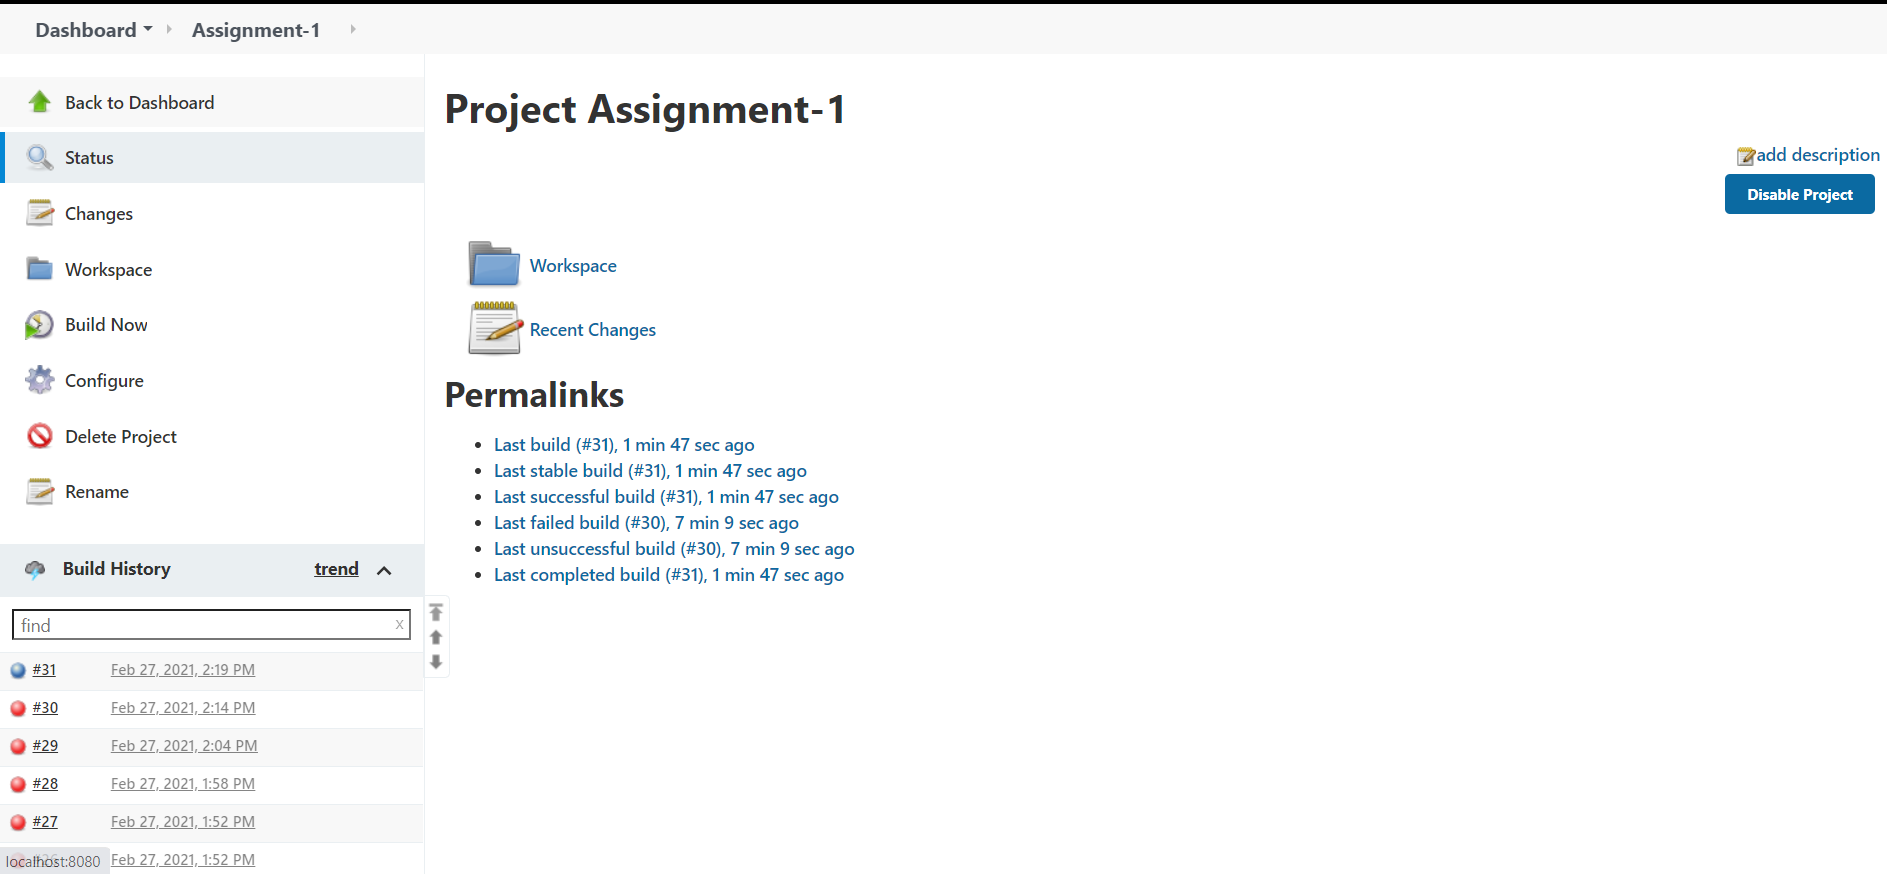 Dashboard
Assignment-1
Back to Dashboard
Status
Changes
Workspace
Build Now
Configure
Delete Project
Rename
Build History trend
find x
#31 Feb 27, 2021, 2:19 PM
#30 Feb 27, 2021, 2:14 PM
#29 Feb 27, 2021, 2:04 PM
#28 Feb 27, 2021, 1:58 PM
#27 Feb 27, 2021, 1:52 PM
#26 Feb 27, 2021, 1:52 PM
localhost:8080
Project Assignment-1
add description
Disable Project
Workspace
Recent Changes
Permalinks
Last build (#31), 1 min 47 sec ago
Last stable build (#31), 1 min 47 sec ago
Last successful build (#31), 1 min 47 sec ago
Last failed build (#30), 7 min 9 sec ago
Last unsuccessful build (#30), 7 min 9 sec ago
Last completed build (#31), 1 min 47 sec ago